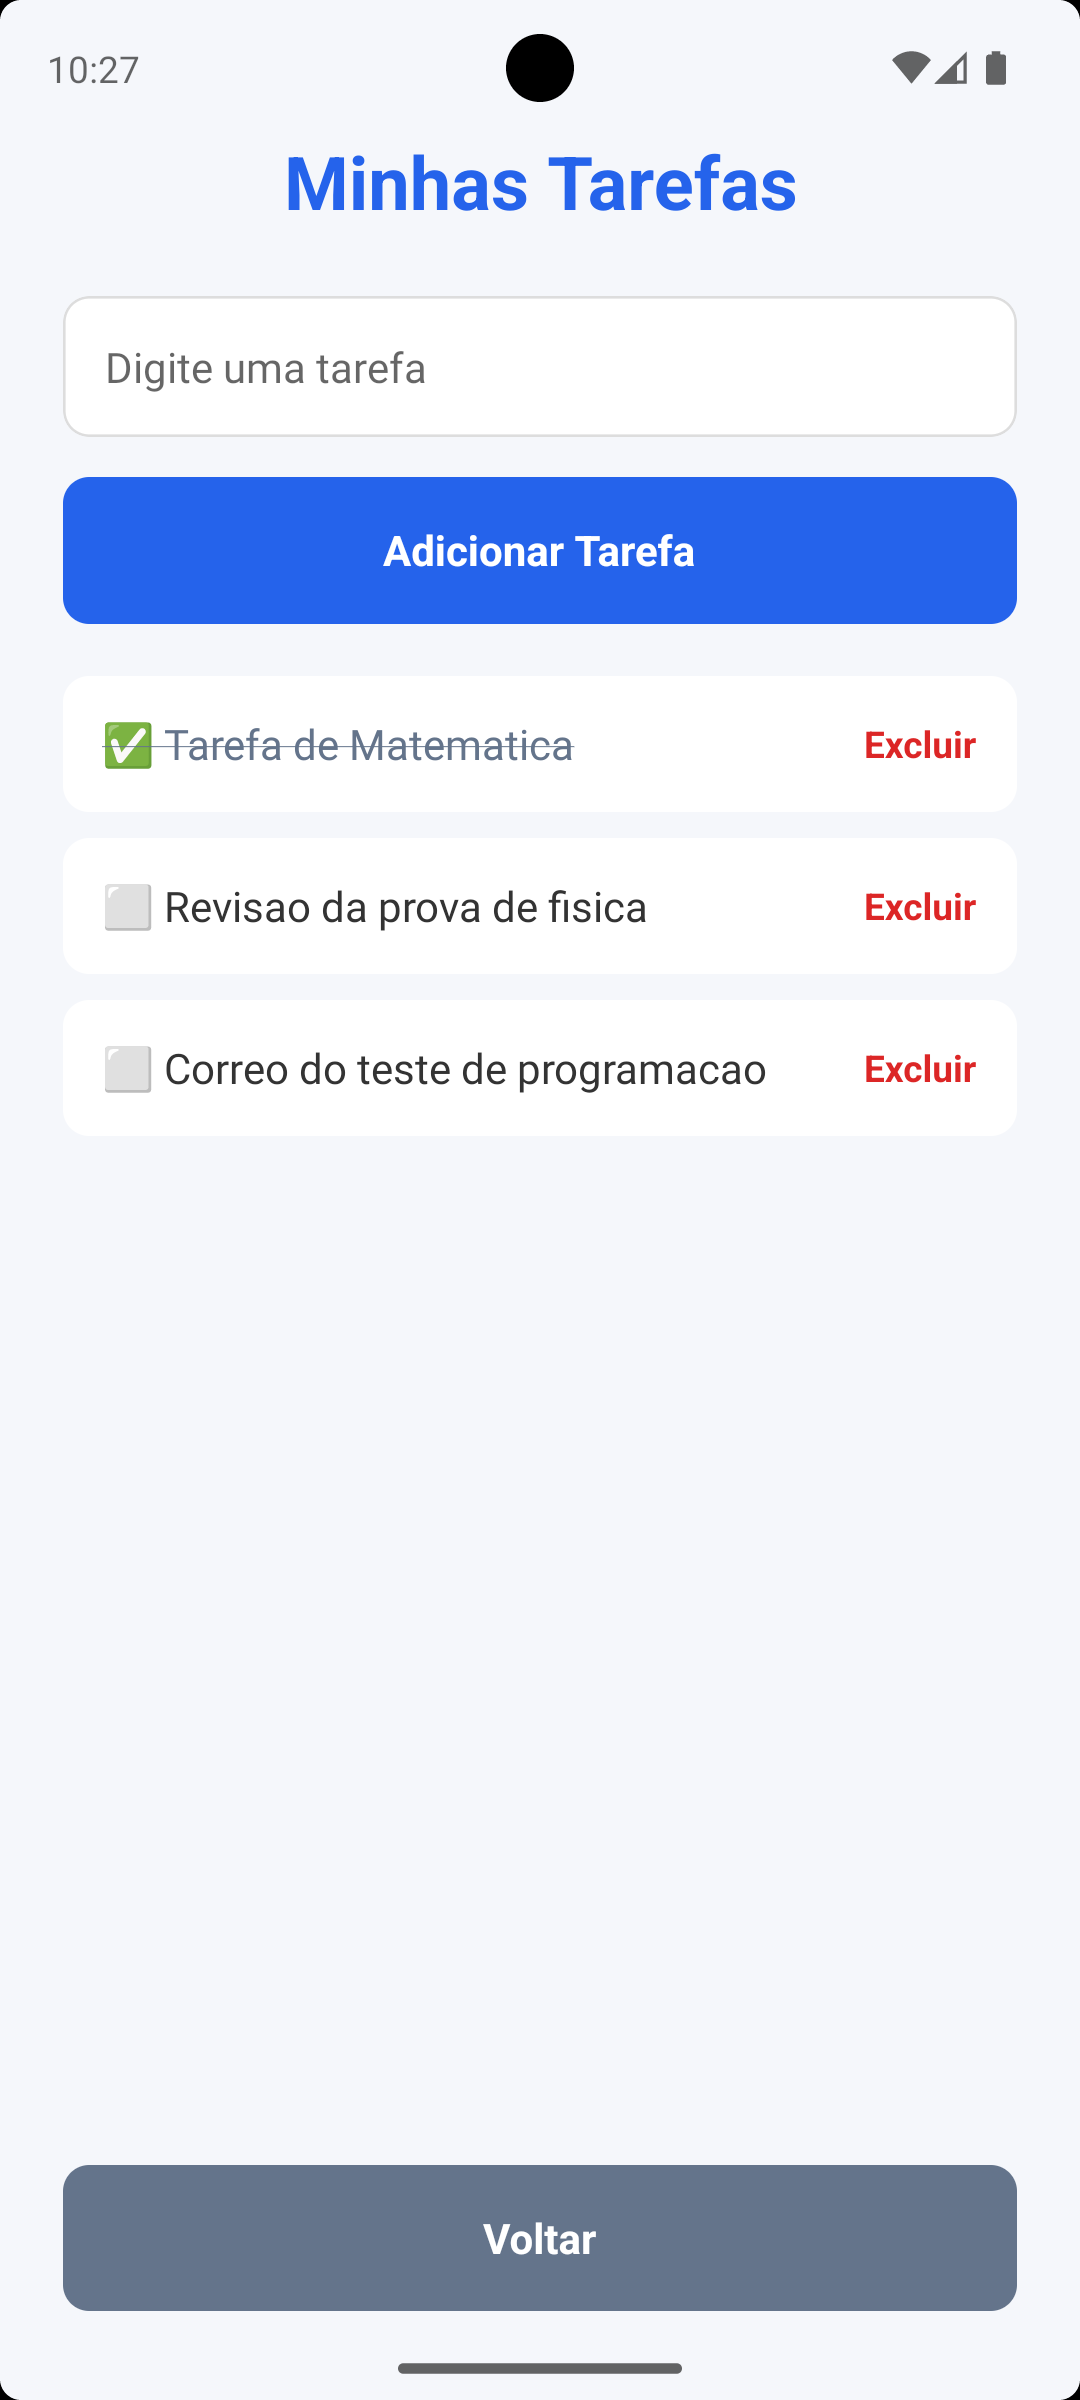 10:27
Minhas Tarefas
Digite uma tarefa
Adicionar Tarefa
✅ Tarefa de Matematica Excluir
⬜ Revisao da prova de fisica Excluir
⬜ Correo do teste de programacao Excluir
Voltar